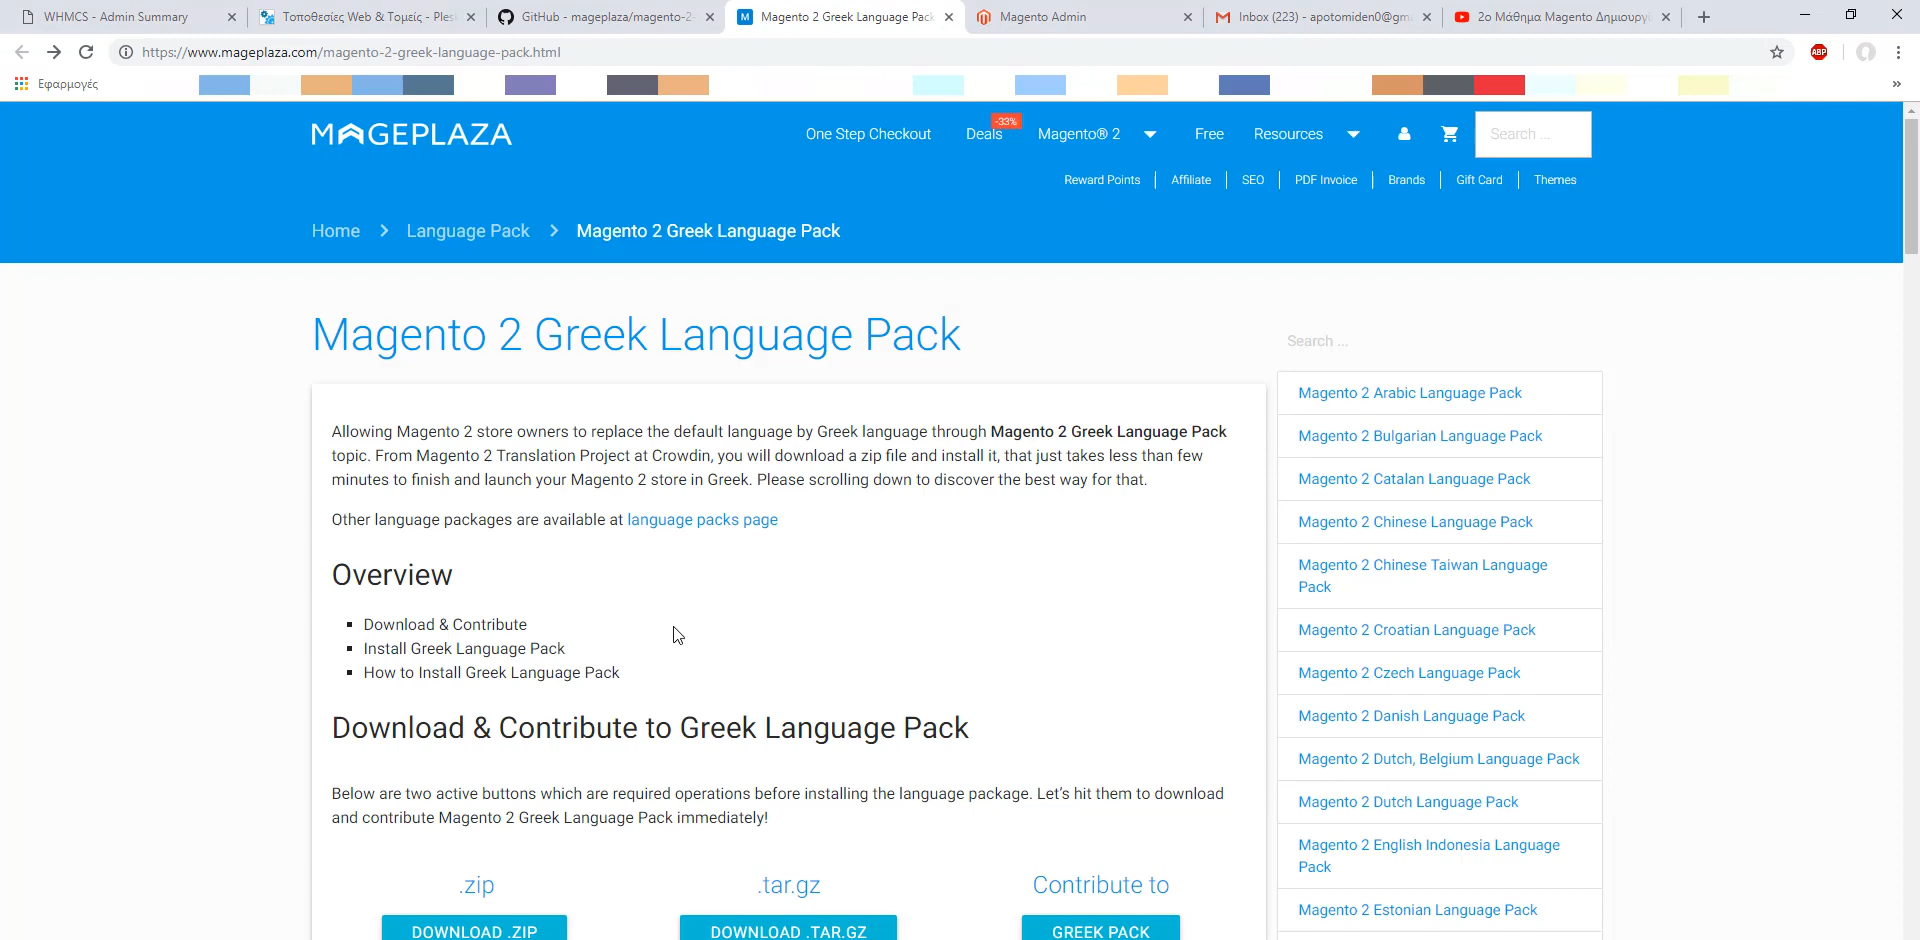 WHMCS - Admin Summary
Τοποθεσίες Web & Τομείς - Ples
GitHub - mageplaza/magento-2-
Magento 2 Greek Language Pack
Magento Admin
Inbox (223) - apotomiden0@gm
2ο Μάθημα Magento Δημιουργί
https://www.mageplaza.com/magento-2-greek-language-pack.html
ABP
Εφαρμογές
»
MAGEPLAZA
One Step Checkout
Deals
-33%
Magento® 2
Free
Resources
Search ...
Reward Points
Affiliate
SEO
PDF Invoice
Brands
Gift Card
Themes
Home
Language Pack
Magento 2 Greek Language Pack
Magento 2 Greek Language Pack
Allowing Magento 2 store owners to replace the default language by Greek language through Magento 2 Greek Language Pack
topic. From Magento 2 Translation Project at Crowdin, you will download a zip file and install it, that just takes less than few
minutes to finish and launch your Magento 2 store in Greek. Please scrolling down to discover the best way for that.
Other language packages are available at language packs page
Overview
Download & Contribute
Install Greek Language Pack
How to Install Greek Language Pack
Download & Contribute to Greek Language Pack
Below are two active buttons which are required operations before installing the language package. Let's hit them to download
and contribute Magento 2 Greek Language Pack immediately!
.zip
DOWNLOAD .ZIP
.tar.gz
DOWNLOAD .TAR.GZ
Contribute to
GREEK PACK
Search ...
Magento 2 Arabic Language Pack
Magento 2 Bulgarian Language Pack
Magento 2 Catalan Language Pack
Magento 2 Chinese Language Pack
Magento 2 Chinese Taiwan Language
Pack
Magento 2 Croatian Language Pack
Magento 2 Czech Language Pack
Magento 2 Danish Language Pack
Magento 2 Dutch, Belgium Language Pack
Magento 2 Dutch Language Pack
Magento 2 English Indonesia Language
Pack
Magento 2 Estonian Language Pack